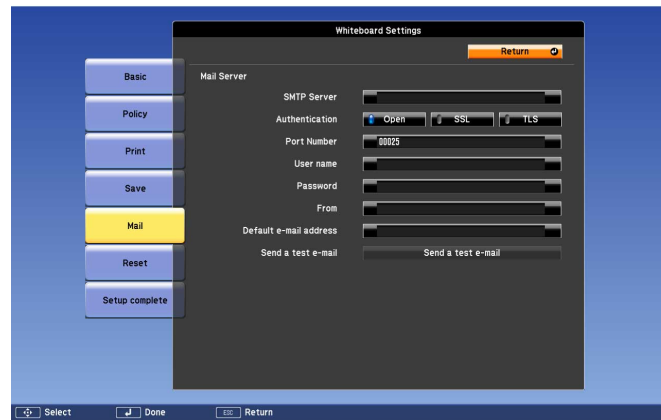 Whiteboard Settings
Return
Basic
Policy
Print
Save
Mail
Reset
Setup complete
Mail Server
SMTP Server
Authentication Open SSL TLS
Port Number 00025
User name
Password
From
Default e-mail address
Send a test e-mail Send a test e-mail
Select Done ESC Return